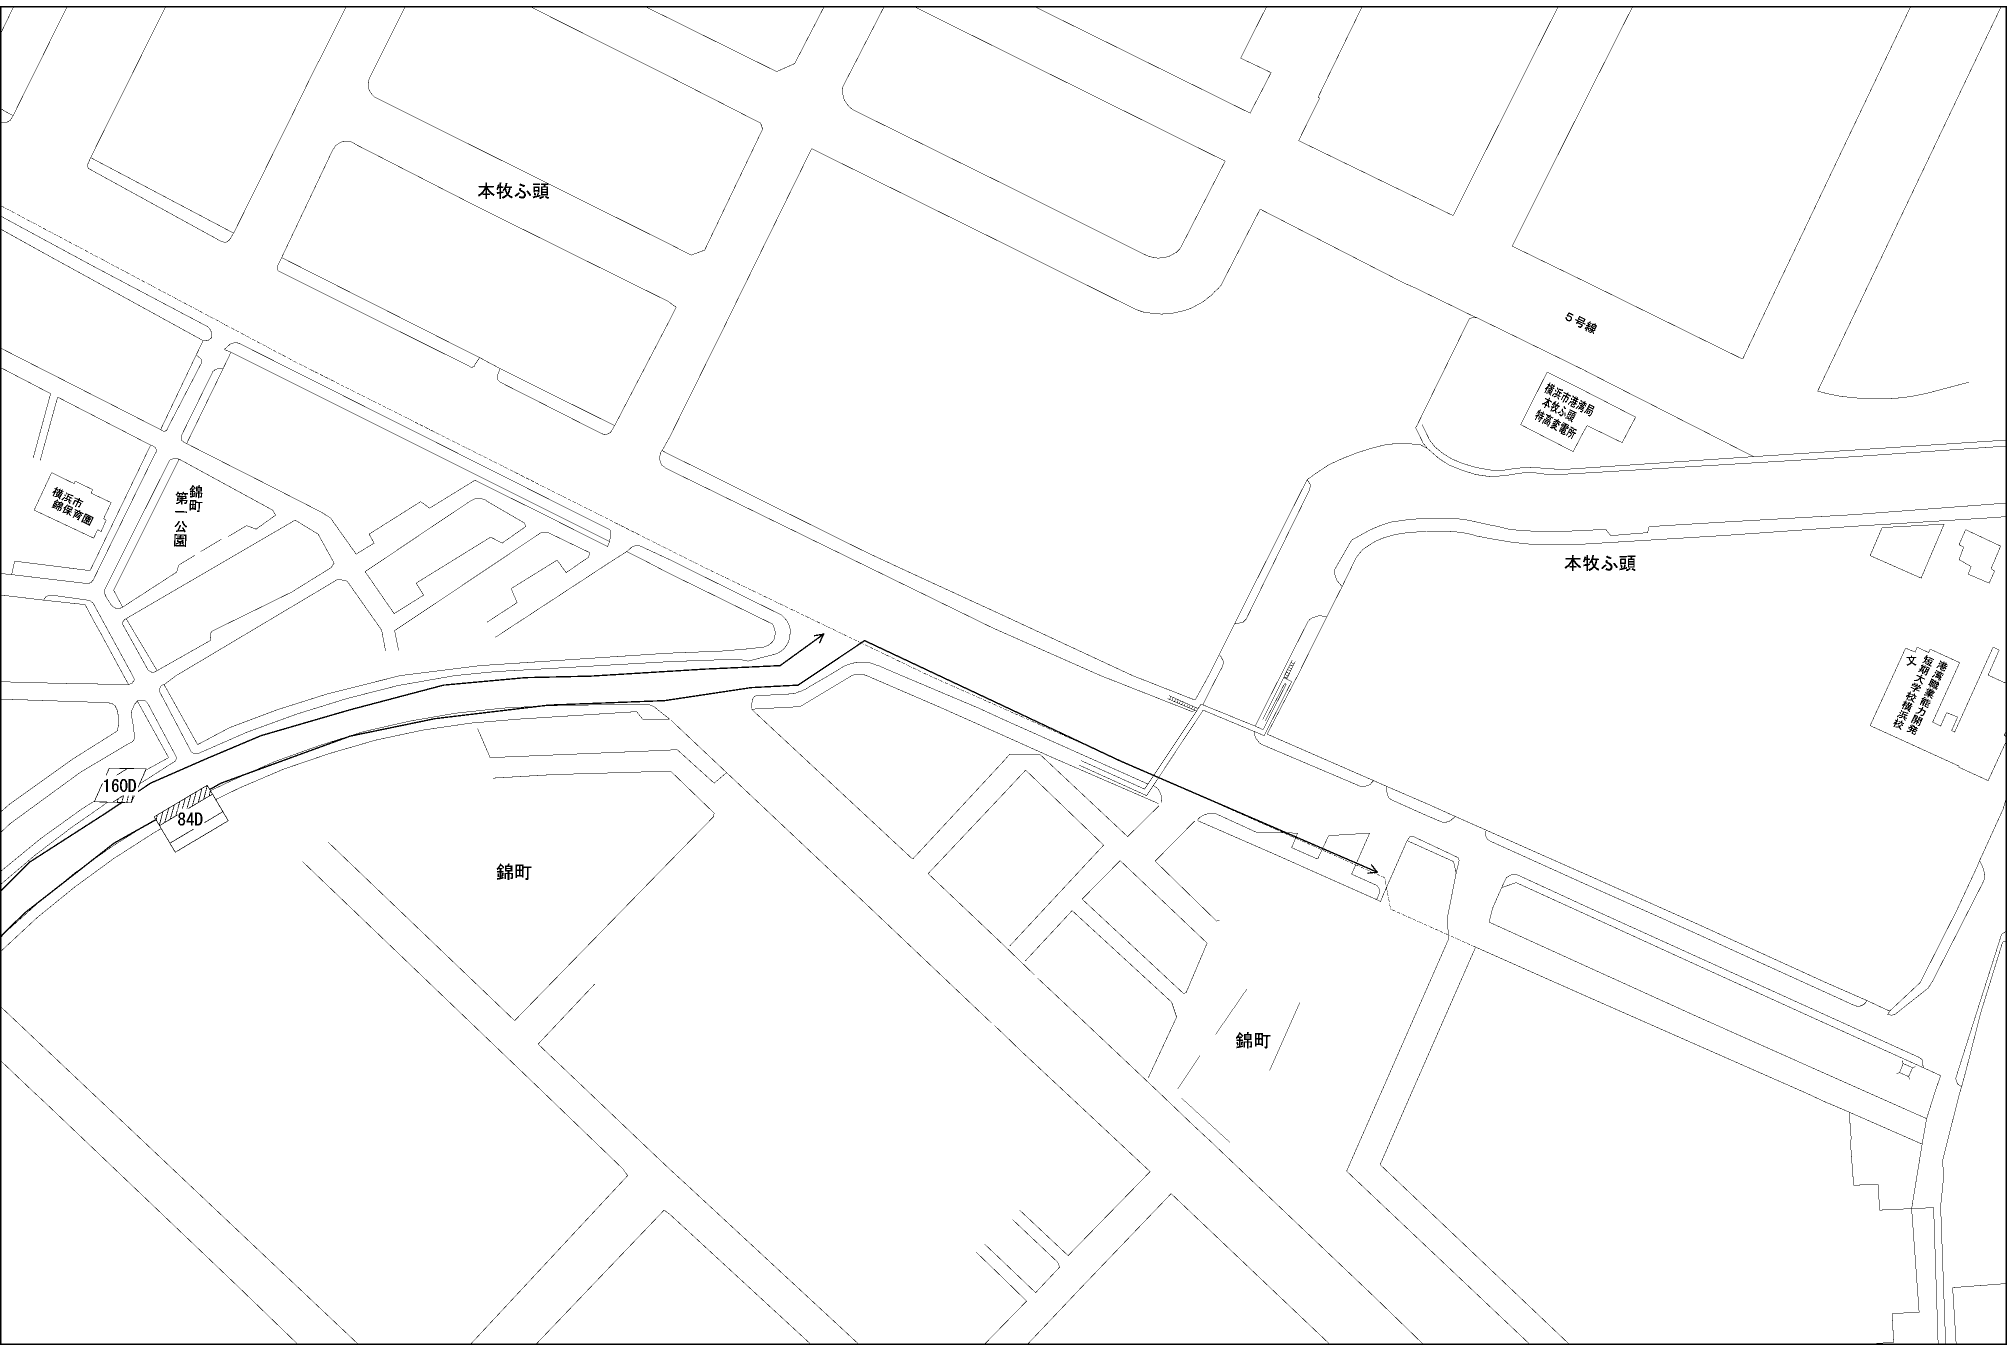 本牧ふ頭
5号線
横浜市港湾局
本牧ふ頭
特高変電所
横浜市
錦保育園
錦町
第一公園
本牧ふ頭
港湾職業能力開発
短期大学校横浜校
文
160D
84D
錦町
錦町